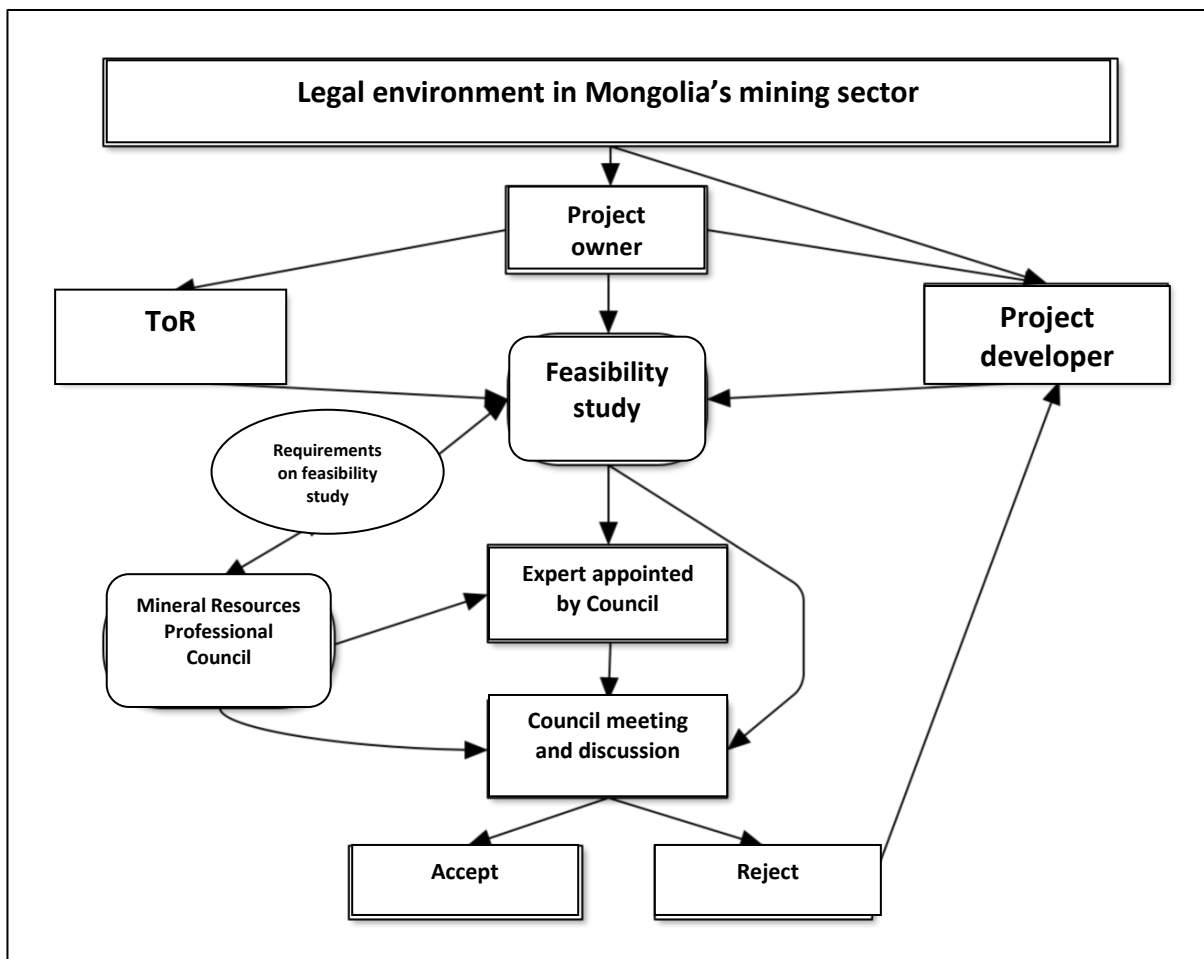 Legal environment in Mongolia’s mining sector
Project
owner
ToR
Project
developer
Feasibility
study
Requirements
on feasibility
study
Expert appointed
by Council
Mineral Resources
Professional
Council
Council meeting
and discussion
Accept
Reject